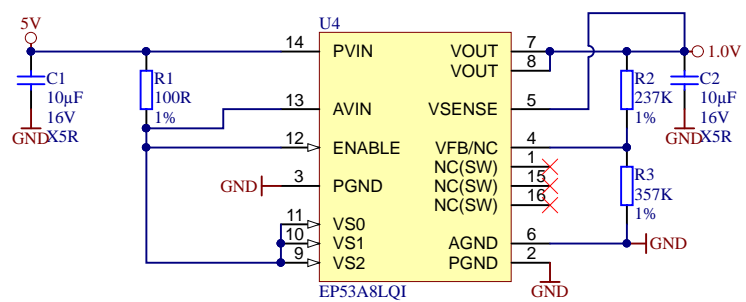 U4
5V
14 PVIN
VOUT 7
VOUT 8
1.0V
C1
10µF
16V
X5R
GND
R1
100R
1%
13 AVIN
VSENSE 5
R2
237K
1%
C2
10µF
16V
X5R
GND
12 ENABLE
VFB/NC 4
NC(SW) 1
GND 3 PGND
NC(SW) 15
NC(SW) 16
R3
357K
1%
11 VS0
10 VS1
9 VS2
AGND 6
GND
PGND 2
GND
EP53A8LQI